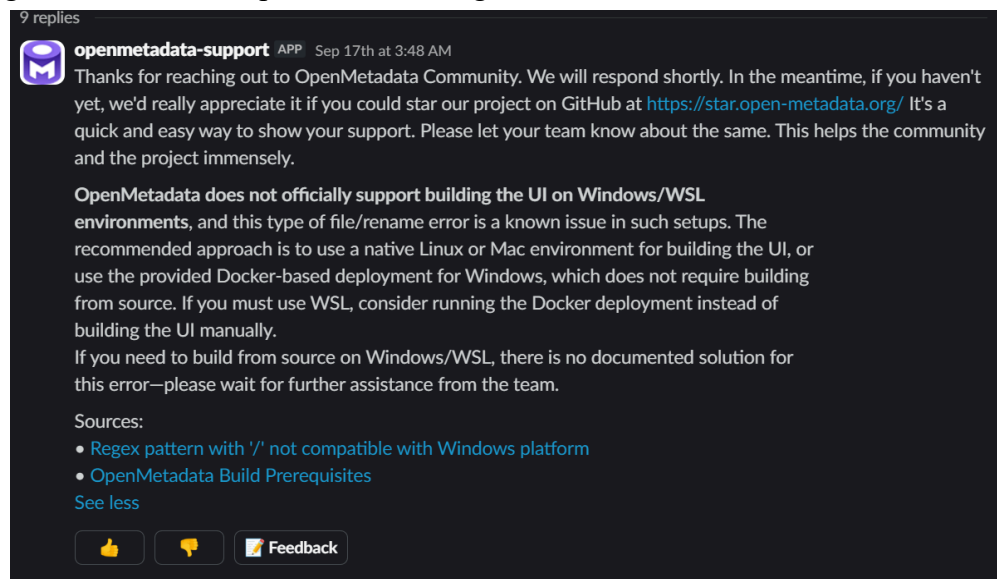 9 replies
openmetadata-support APP Sep 17th at 3:48 AM
Thanks for reaching out to OpenMetadata Community. We will respond shortly. In the meantime, if you haven't
yet, we'd really appreciate it if you could star our project on GitHub at https://star.open-metadata.org/ It's a
quick and easy way to show your support. Please let your team know about the same. This helps the community
and the project immensely.
OpenMetadata does not officially support building the UI on Windows/WSL
environments, and this type of file/rename error is a known issue in such setups. The
recommended approach is to use a native Linux or Mac environment for building the UI, or
use the provided Docker-based deployment for Windows, which does not require building
from source. If you must use WSL, consider running the Docker deployment instead of
building the UI manually.
If you need to build from source on Windows/WSL, there is no documented solution for
this error—please wait for further assistance from the team.
Sources:
• Regex pattern with '/' not compatible with Windows platform
• OpenMetadata Build Prerequisites
See less
👍 👎 📝 Feedback